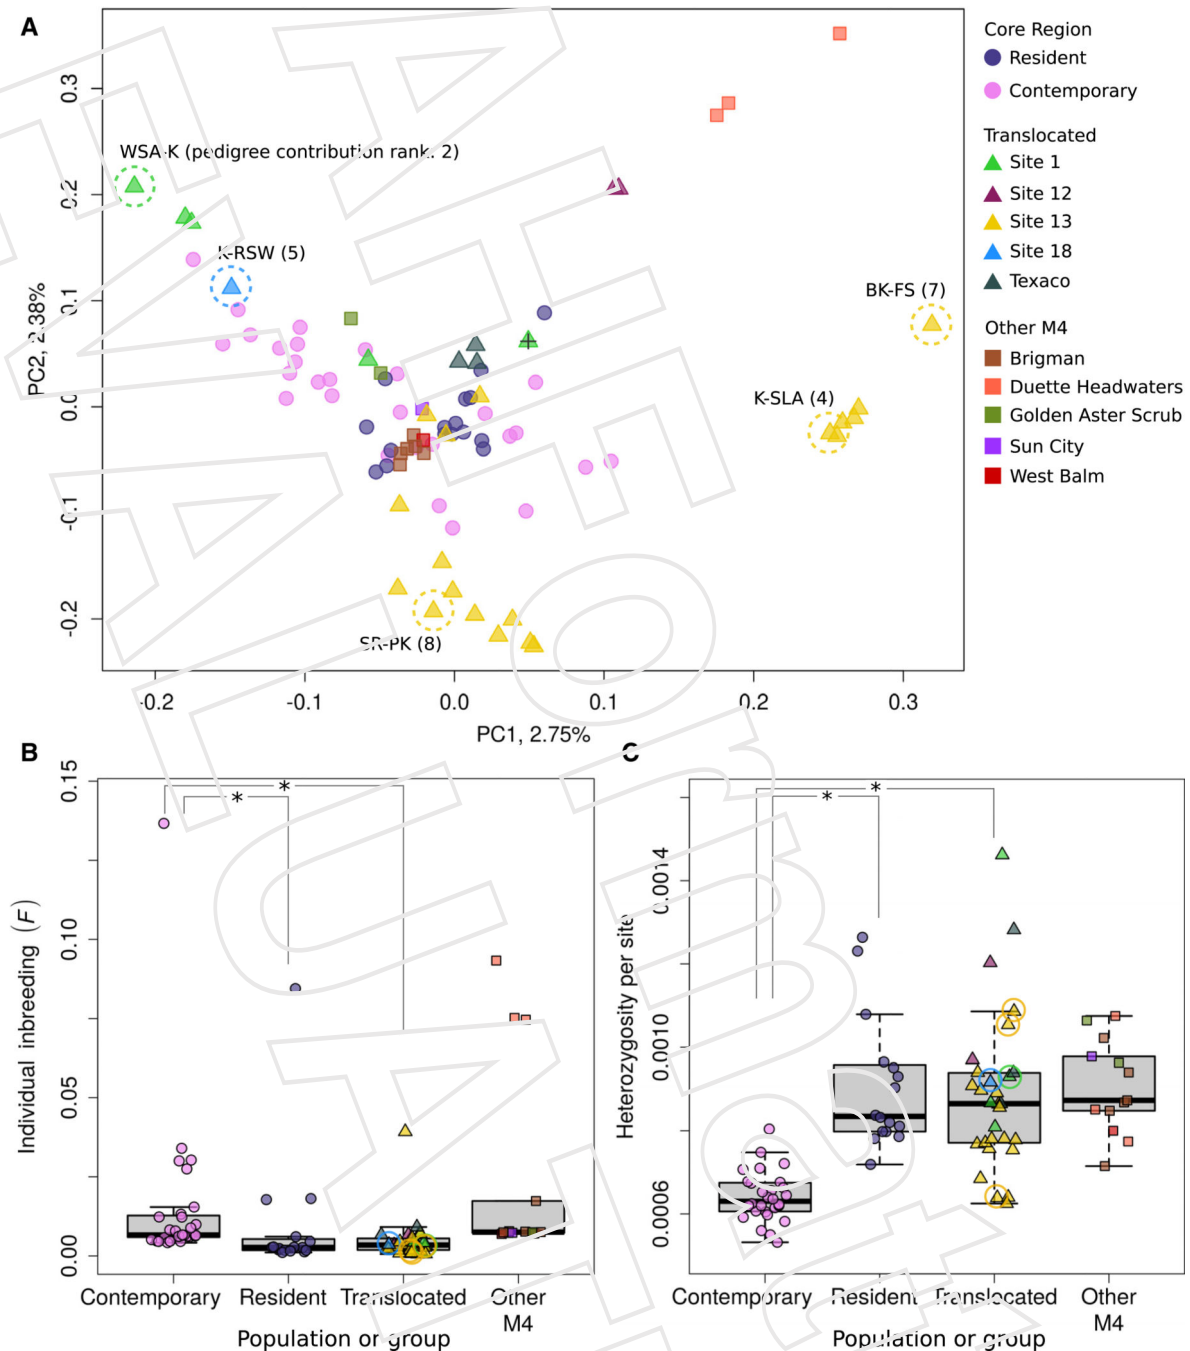 A
Core Region
Resident
Contemporary
Translocated
Site 1
Site 12
Site 13
Site 18
Texaco
Other M4
Brigman
Duette Headwaters
Golden Aster Scrub
Sun City
West Balm
WSA-K (pedigree contribution rank: 2)
K-RSW (5)
BK-FS (7)
K-SLA (4)
SR-PK (8)
PC2, 2.38%
0.3
0.2
0.1
0.0
-0.1
-0.2
-0.2 -0.1 0.0 0.1 0.2 0.3
PC1, 2.75%
B
Individual inbreeding (F)
0.15
0.10
0.05
0.00
* *
Contemporary Resident Translocated Other M4
Population or group
C
Heterozygosity per site
0.0014
0.0010
0.0006
* *
Contemporary Resident Translocated Other M4
Population or group